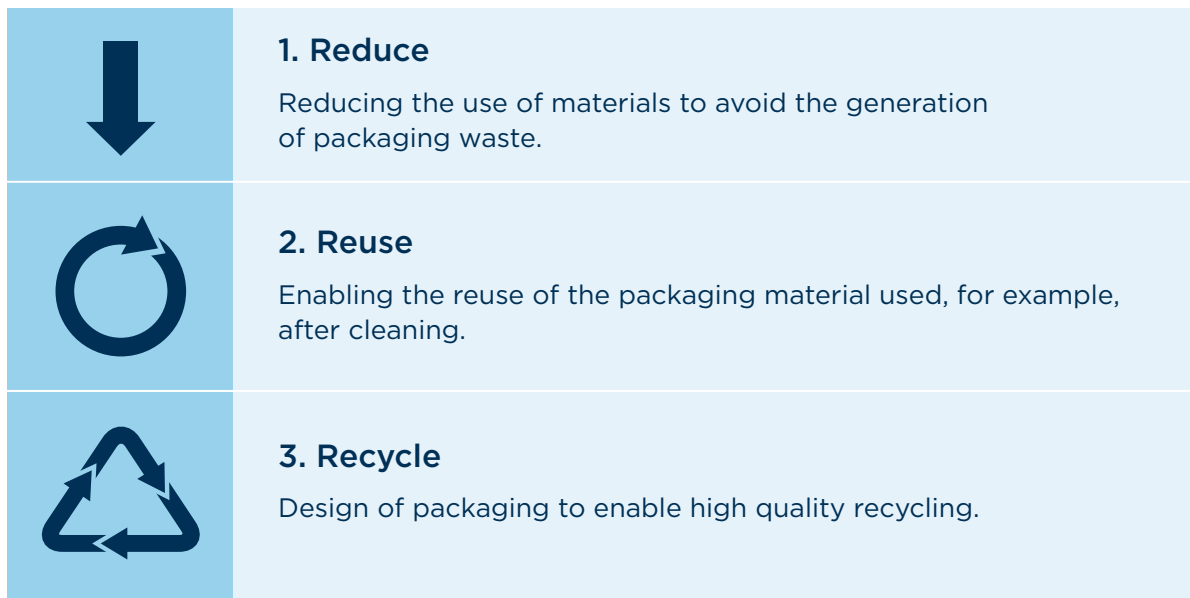 1. Reduce
Reducing the use of materials to avoid the generation
of packaging waste.
2. Reuse
Enabling the reuse of the packaging material used, for example,
after cleaning.
3. Recycle
Design of packaging to enable high quality recycling.